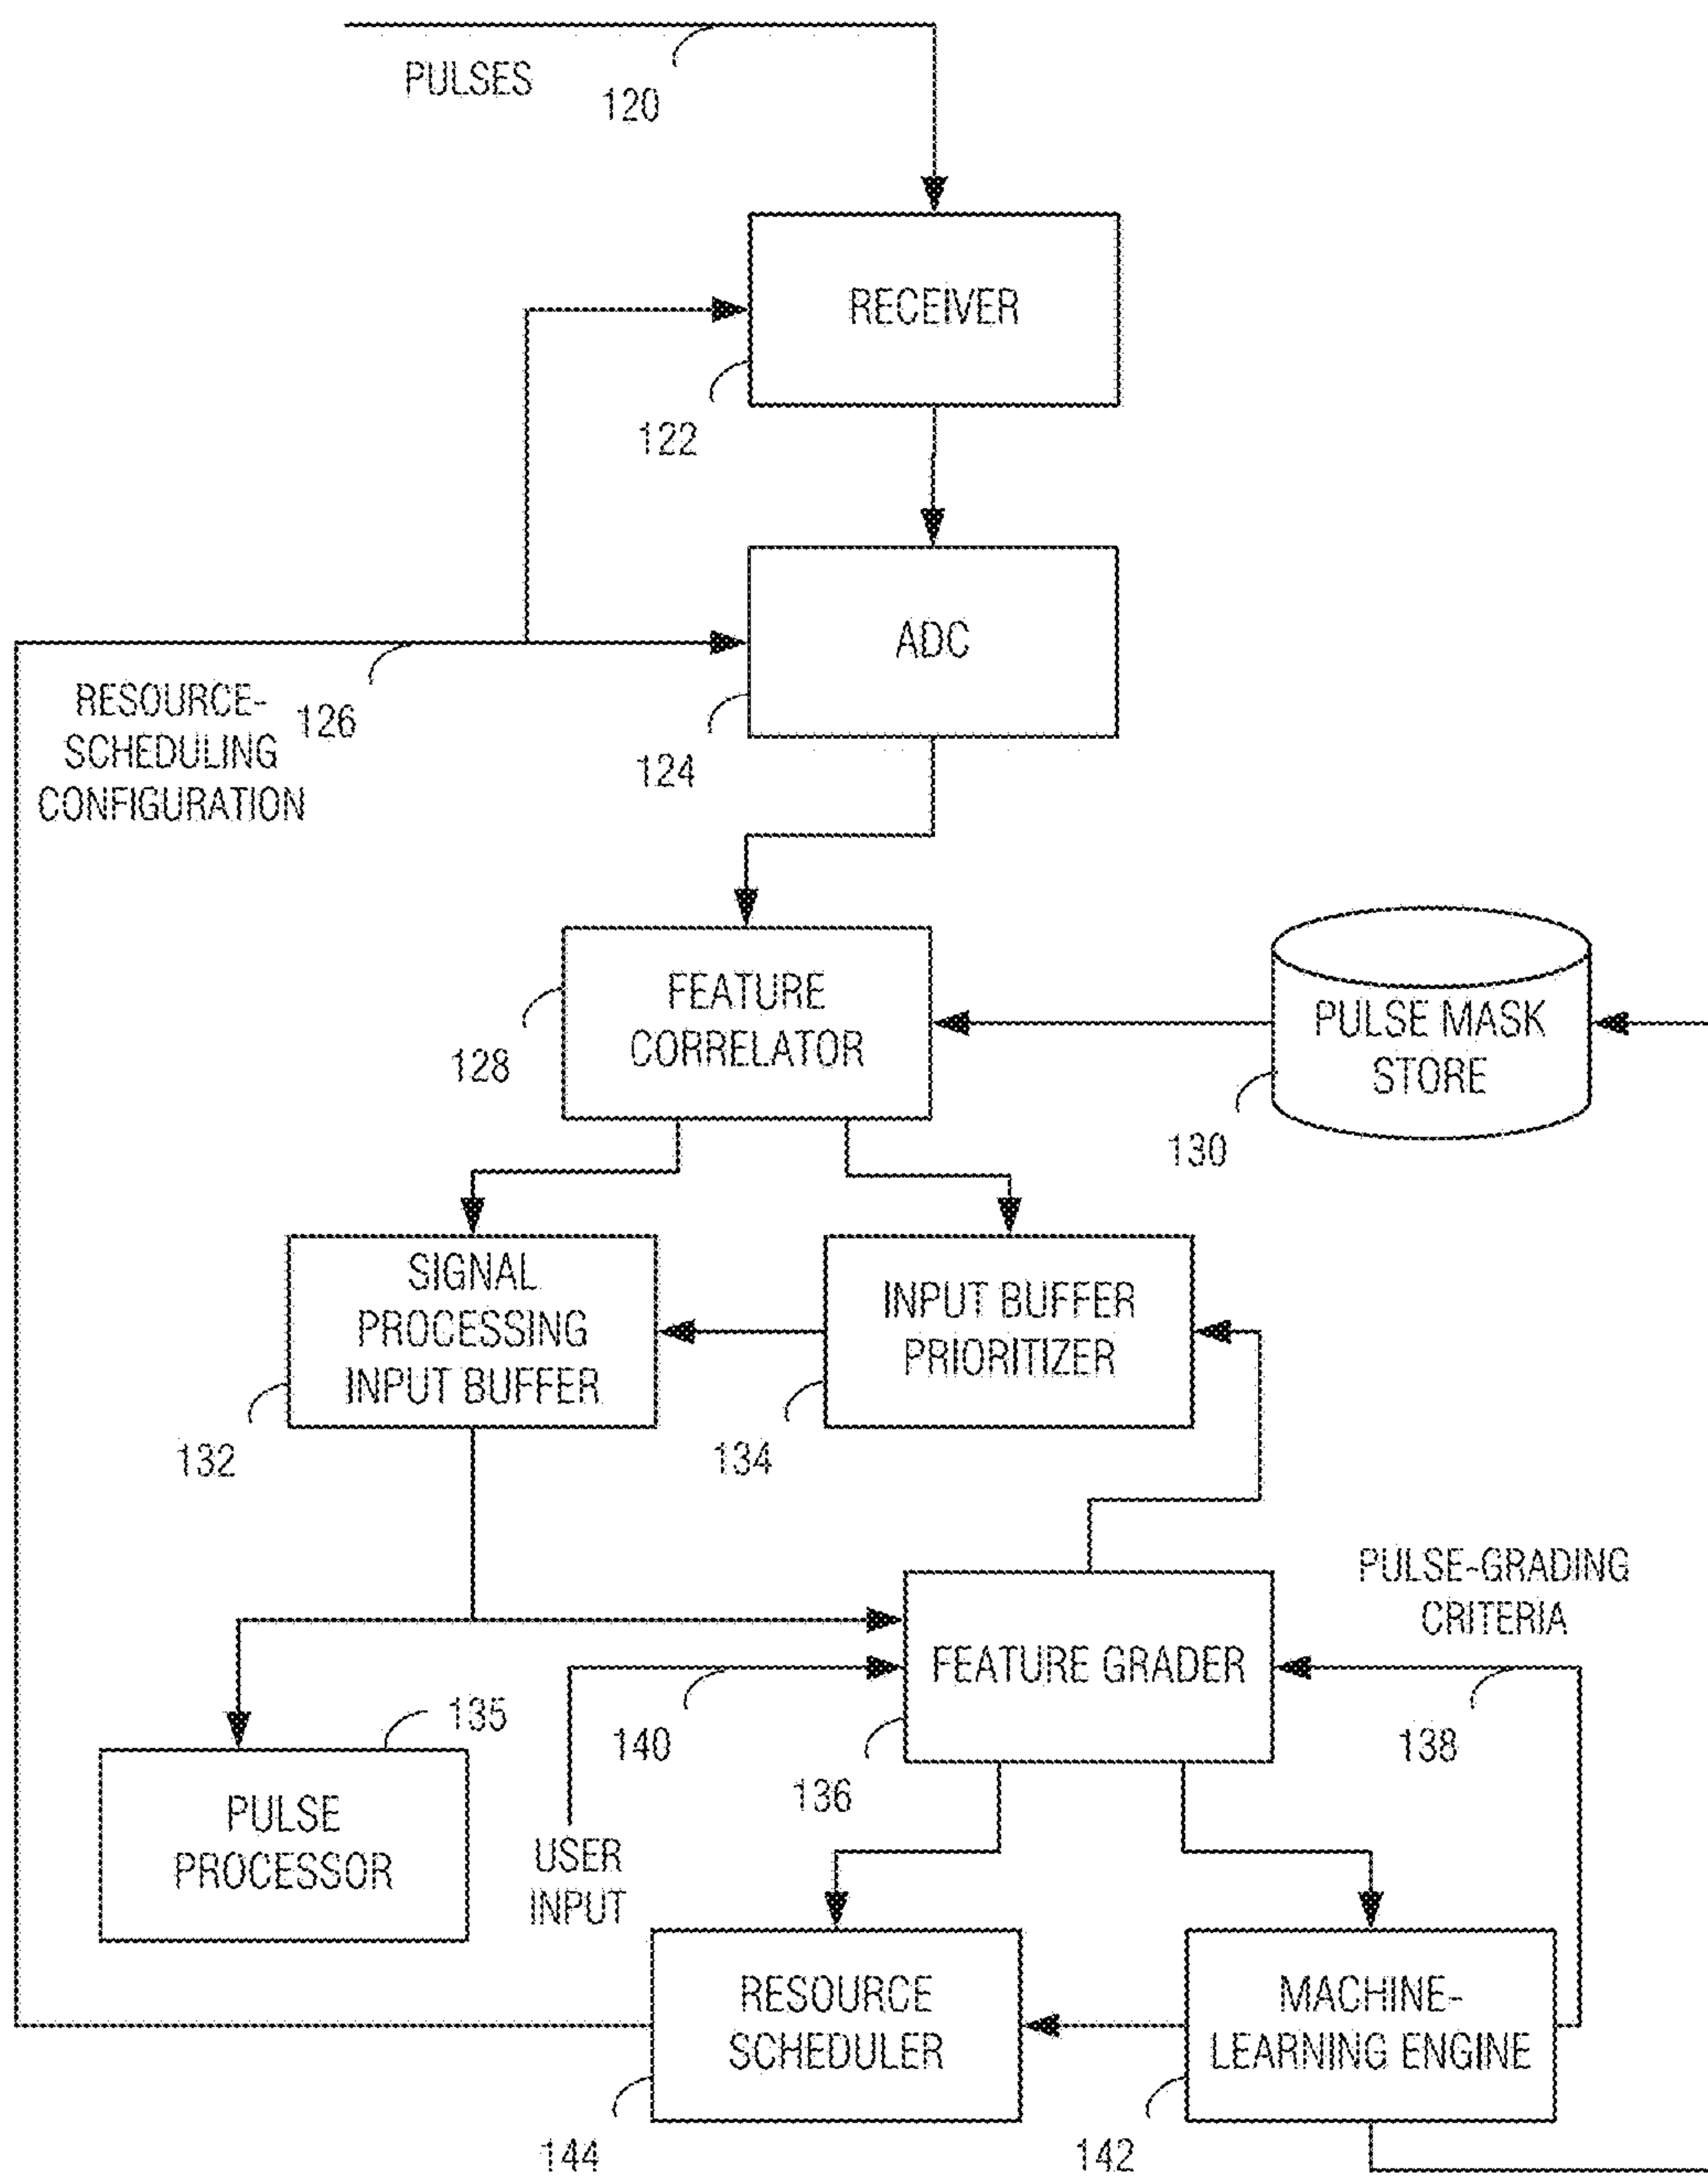 PULSES
120
RECEIVER
122
ADC
124
RESOURCE-
SCHEDULING
CONFIGURATION
126
FEATURE
CORRELATOR
128
PULSE MASK
STORE
130
SIGNAL
PROCESSING
INPUT BUFFER
132
INPUT BUFFER
PRIORITIZER
134
PULSE-GRADING
CRITERIA
138
FEATURE GRADER
136
140
USER
INPUT
135
PULSE
PROCESSOR
RESOURCE
SCHEDULER
144
MACHINE-
LEARNING ENGINE
142